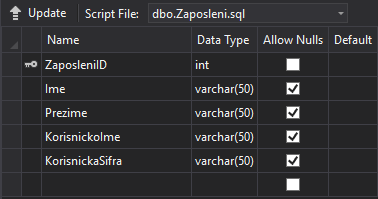 Update Script File: dbo.Zaposleni.sql
Name Data Type Allow Nulls Default
ZaposleniID int
Ime varchar(50)
Prezime varchar(50)
KorisnickoIme varchar(50)
KorisnickaSifra varchar(50)